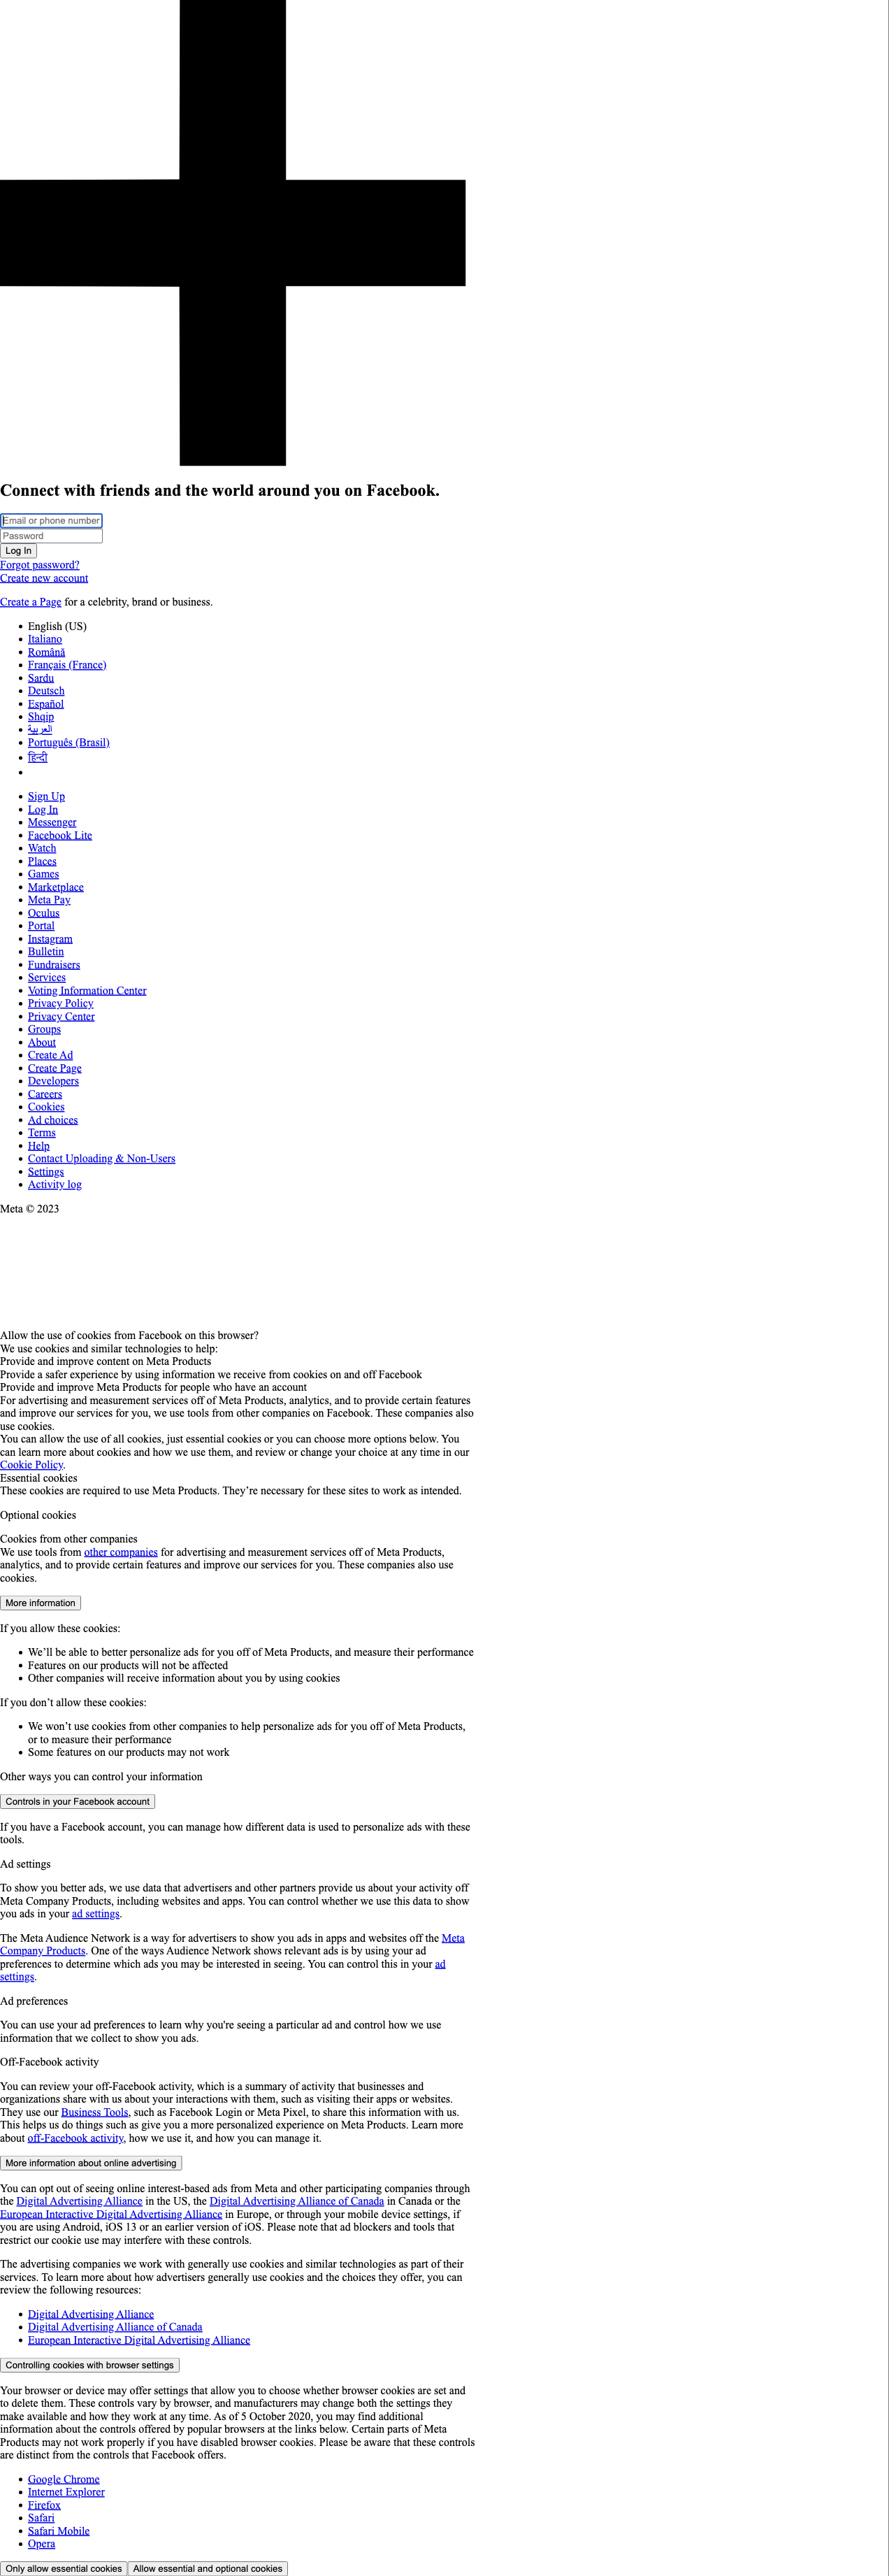 Connect with friends and the world around you on Facebook.
Email or phone number
Password
Log In
Forgot password?
Create new account
Create a Page for a celebrity, brand or business.
English (US)
Italiano
Română
Français (France)
Sardu
Deutsch
Español
Shqip
العربية
Português (Brasil)
हिन्दी
Sign Up
Log In
Messenger
Facebook Lite
Watch
Places
Games
Marketplace
Meta Pay
Oculus
Portal
Instagram
Bulletin
Fundraisers
Services
Voting Information Center
Privacy Policy
Privacy Center
Groups
About
Create Ad
Create Page
Developers
Careers
Cookies
Ad choices
Terms
Help
Contact Uploading & Non-Users
Settings
Activity log
Meta © 2023
Allow the use of cookies from Facebook on this browser?
We use cookies and similar technologies to help:
Provide and improve content on Meta Products
Provide a safer experience by using information we receive from cookies on and off Facebook
Provide and improve Meta Products for people who have an account
For advertising and measurement services off of Meta Products, analytics, and to provide certain features
and improve our services for you, we use tools from other companies on Facebook. These companies also
use cookies.
You can allow the use of all cookies, just essential cookies or you can choose more options below. You
can learn more about cookies and how we use them, and review or change your choice at any time in our
Cookie Policy.
Essential cookies
These cookies are required to use Meta Products. They’re necessary for these sites to work as intended.
Optional cookies
Cookies from other companies
We use tools from other companies for advertising and measurement services off of Meta Products,
analytics, and to provide certain features and improve our services for you. These companies also use
cookies.
More information
If you allow these cookies:
We’ll be able to better personalize ads for you off of Meta Products, and measure their performance
Features on our products will not be affected
Other companies will receive information about you by using cookies
If you don’t allow these cookies:
We won’t use cookies from other companies to help personalize ads for you off of Meta Products,
or to measure their performance
Some features on our products may not work
Other ways you can control your information
Controls in your Facebook account
If you have a Facebook account, you can manage how different data is used to personalize ads with these
tools.
Ad settings
To show you better ads, we use data that advertisers and other partners provide us about your activity off
Meta Company Products, including websites and apps. You can control whether we use this data to show
you ads in your ad settings.
The Meta Audience Network is a way for advertisers to show you ads in apps and websites off the Meta
Company Products. One of the ways Audience Network shows relevant ads is by using your ad
preferences to determine which ads you may be interested in seeing. You can control this in your ad
settings.
Ad preferences
You can use your ad preferences to learn why you're seeing a particular ad and control how we use
information that we collect to show you ads.
Off-Facebook activity
You can review your off-Facebook activity, which is a summary of activity that businesses and
organizations share with us about your interactions with them, such as visiting their apps or websites.
They use our Business Tools, such as Facebook Login or Meta Pixel, to share this information with us.
This helps us do things such as give you a more personalized experience on Meta Products. Learn more
about off-Facebook activity, how we use it, and how you can manage it.
More information about online advertising
You can opt out of seeing online interest-based ads from Meta and other participating companies through
the Digital Advertising Alliance in the US, the Digital Advertising Alliance of Canada in Canada or the
European Interactive Digital Advertising Alliance in Europe, or through your mobile device settings, if
you are using Android, iOS 13 or an earlier version of iOS. Please note that ad blockers and tools that
restrict our cookie use may interfere with these controls.
The advertising companies we work with generally use cookies and similar technologies as part of their
services. To learn more about how advertisers generally use cookies and the choices they offer, you can
review the following resources:
Digital Advertising Alliance
Digital Advertising Alliance of Canada
European Interactive Digital Advertising Alliance
Controlling cookies with browser settings
Your browser or device may offer settings that allow you to choose whether browser cookies are set and
to delete them. These controls vary by browser, and manufacturers may change both the settings they
make available and how they work at any time. As of 5 October 2020, you may find additional
information about the controls offered by popular browsers at the links below. Certain parts of Meta
Products may not work properly if you have disabled browser cookies. Please be aware that these controls
are distinct from the controls that Facebook offers.
Google Chrome
Internet Explorer
Firefox
Safari
Safari Mobile
Opera
Only allow essential cookies Allow essential and optional cookies